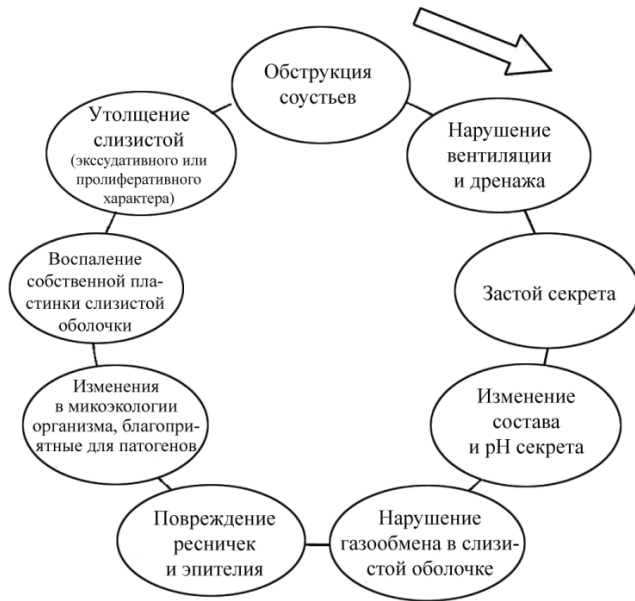 Обструкция
соустьев
Нарушение
вентиляции
и дренажа
Застой секрета
Изменение
состава
и pH секрета
Нарушение
газообмена в слизи-
стой оболочке
Повреждение
ресничек
и эпителия
Изменения
в микоэкологии
организма, благопри-
ятные для патогенов
Воспаление
собственной пла-
стинки слизистой
оболочки
Утолщение
слизистой
(экссудативного или
пролиферативного
характера)